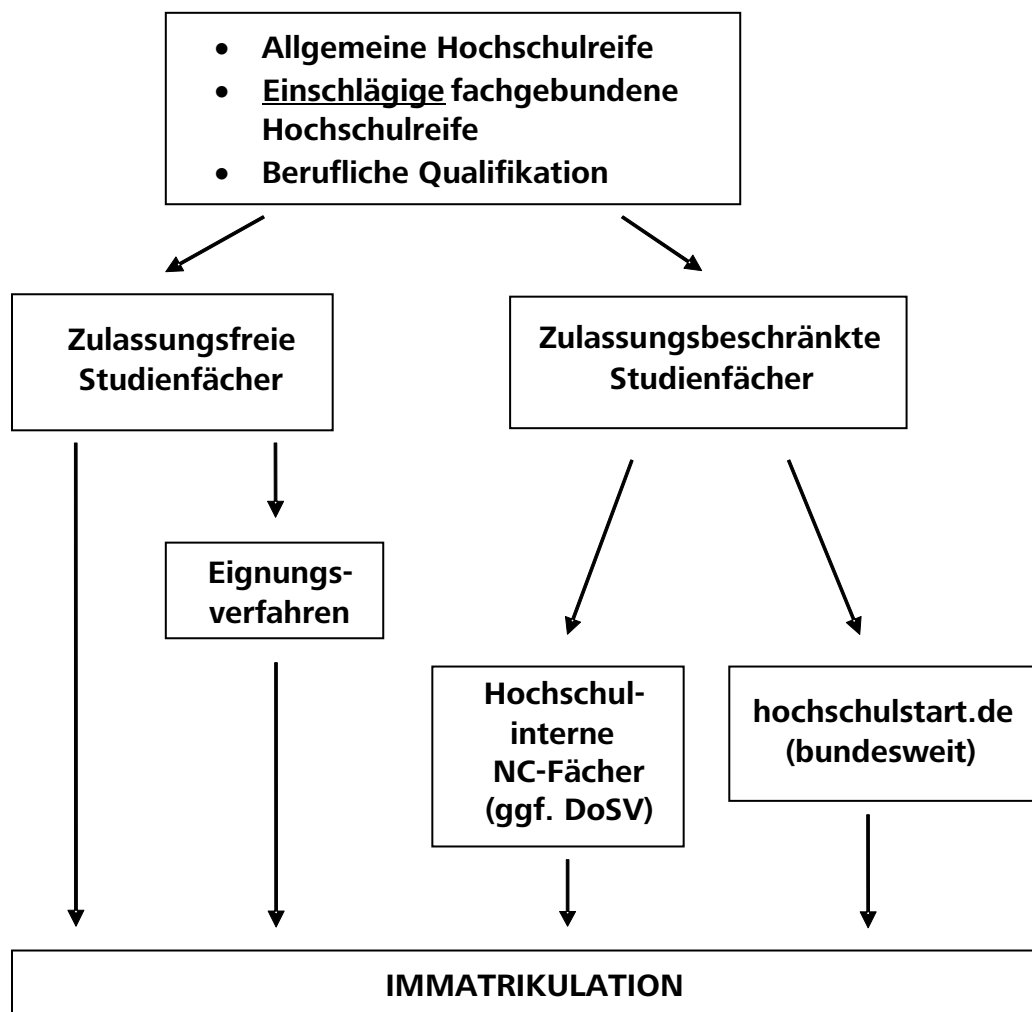 • Allgemeine Hochschulreife
• Einschlägige fachgebundene
Hochschulreife
• Berufliche Qualifikation
Zulassungsfreie
Studienfächer
Zulassungsbeschränkte
Studienfächer
Eignungs-
verfahren
Hochschul-
interne
NC-Fächer
(ggf. DoSV)
hochschulstart.de
(bundesweit)
IMMATRIKULATION